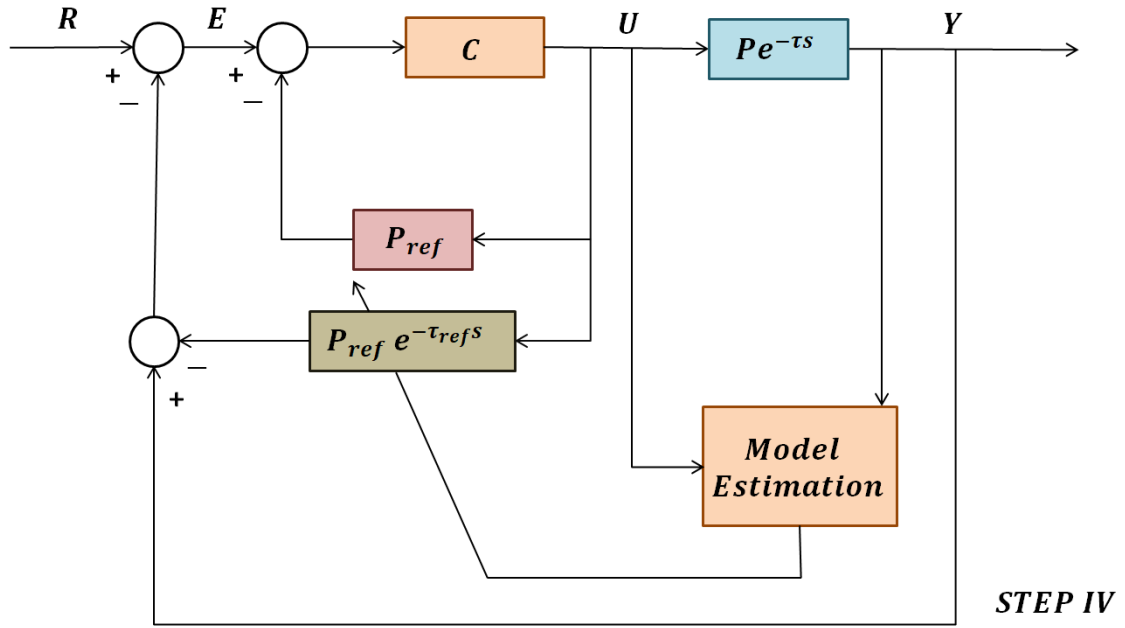 R
E
U
Y
C
Pe^{-τs}
+
−
+
−
P_{ref}
P_{ref} e^{-τ_{ref}s}
−
+
Model
Estimation
STEP IV